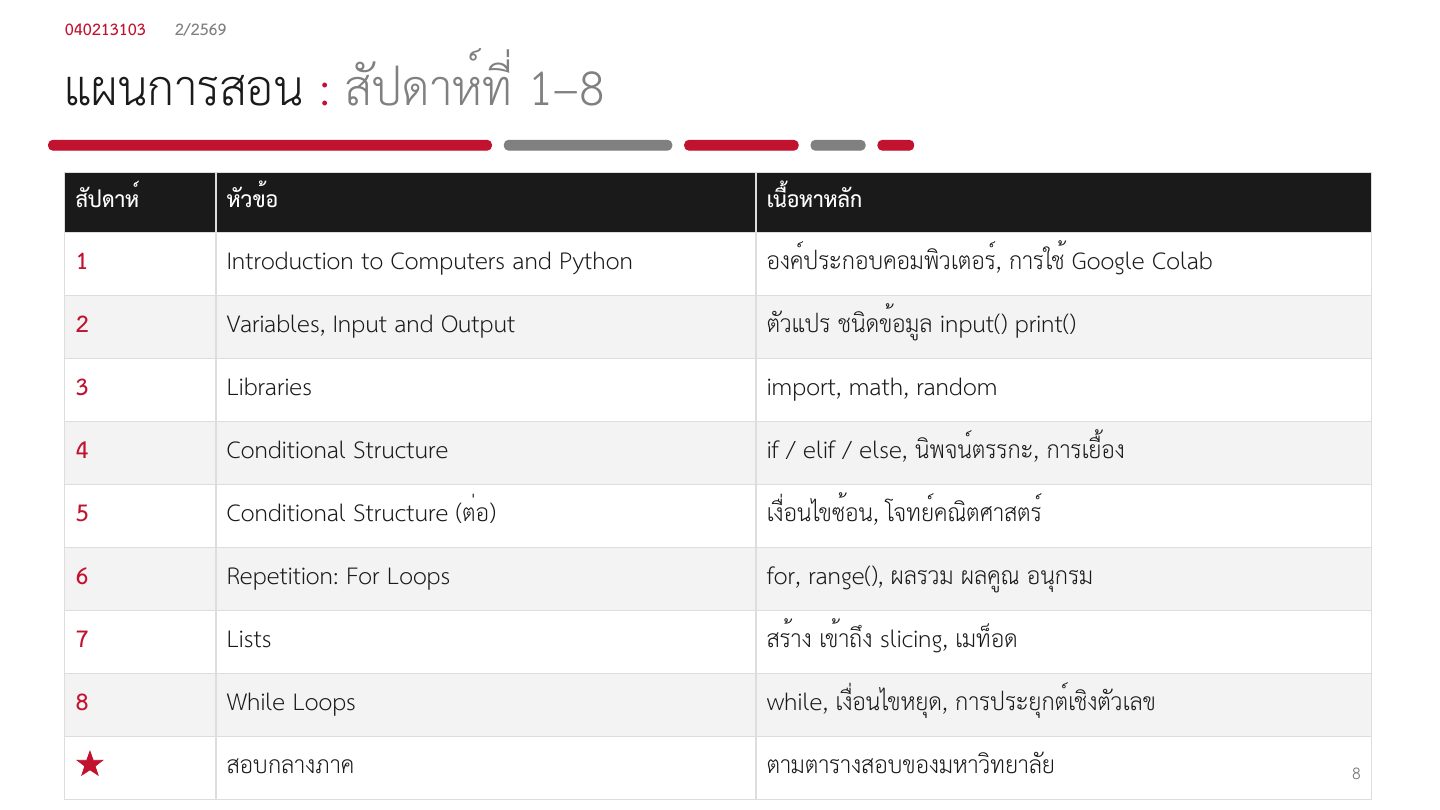 040213103 2/2569
แผนการสอน : สัปดาห์ที่ 1–8
สัปดาห์ หัวข้อ เนื้อหาหลัก
1 Introduction to Computers and Python องค์ประกอบคอมพิวเตอร์, การใช้ Google Colab
2 Variables, Input and Output ตัวแปร ชนิดข้อมูล input() print()
3 Libraries import, math, random
4 Conditional Structure if / elif / else, นิพจน์ตรรกะ, การเยื้อง
5 Conditional Structure (ต่อ) เงื่อนไขซ้อน, โจทย์คณิตศาสตร์
6 Repetition: For Loops for, range(), ผลรวม ผลคูณ อนุกรม
7 Lists สร้าง เข้าถึง slicing, เมท็อด
8 While Loops while, เงื่อนไขหยุด, การประยุกต์เชิงตัวเลข
★ สอบกลางภาค ตามตารางสอบของมหาวิทยาลัย
8